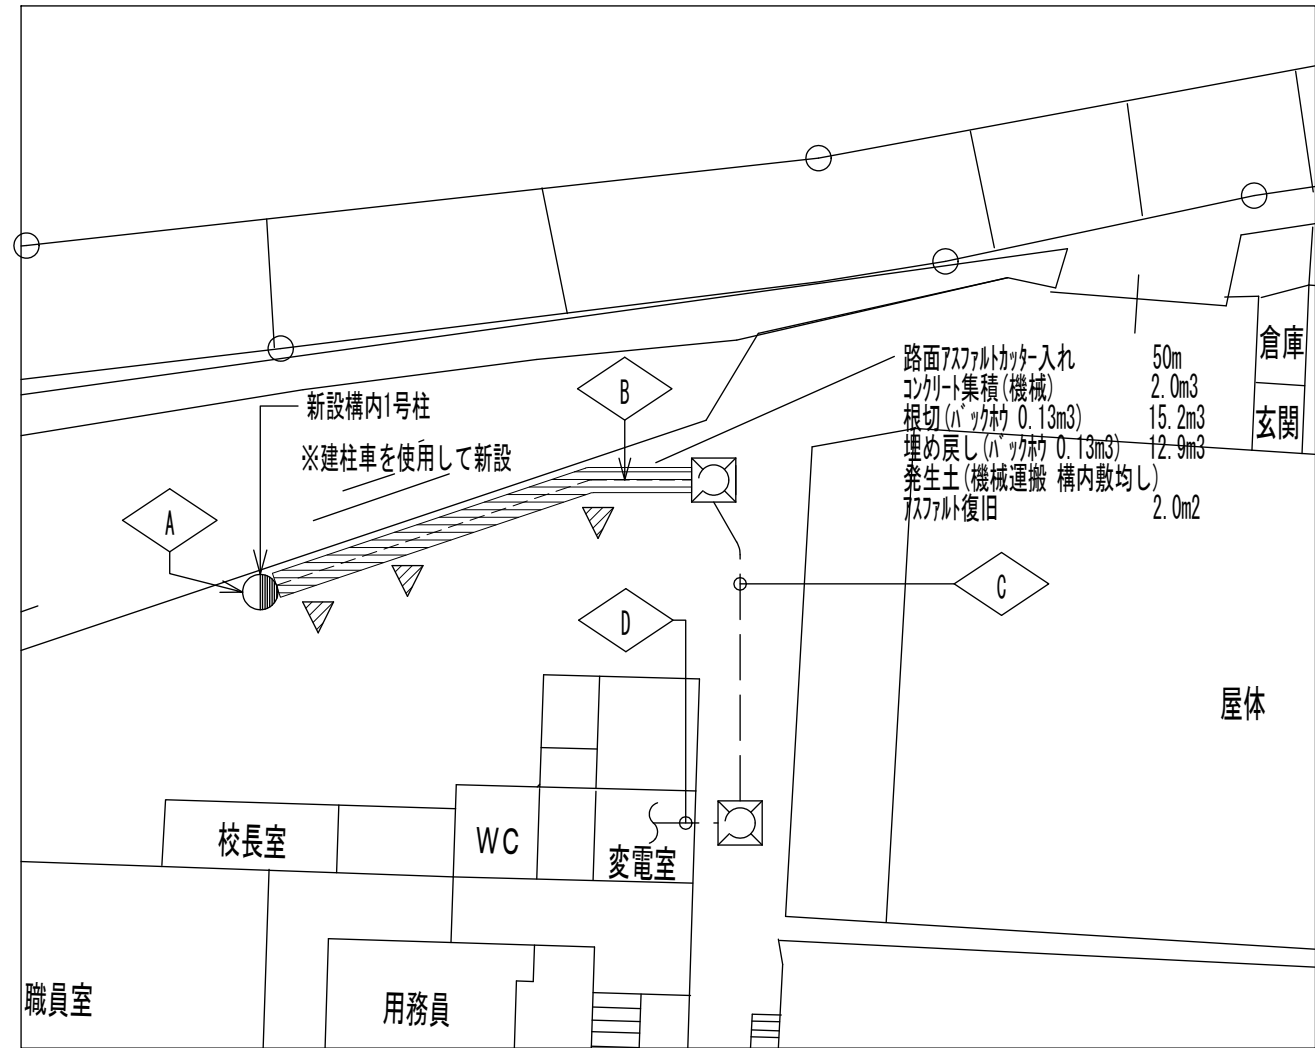 路面ｱｽﾌｧﾙﾄｶｯﾀｰ入れ 50m
ｺﾝｸﾘｰﾄ集積(機械) 2.0m3
根切(ﾊﾞｯｸﾎｳ 0.13m3) 15.2m3
埋め戻し(ﾊﾞｯｸﾎｳ 0.13m3) 12.9m3
発生土(機械運搬 構内敷均し)
ｱｽﾌｧﾙﾄ復旧 2.0m2
倉庫
玄関
新設構内1号柱
※建柱車を使用して新設
B
A
C
D
屋体
校長室
WC
変電室
職員室
用務員